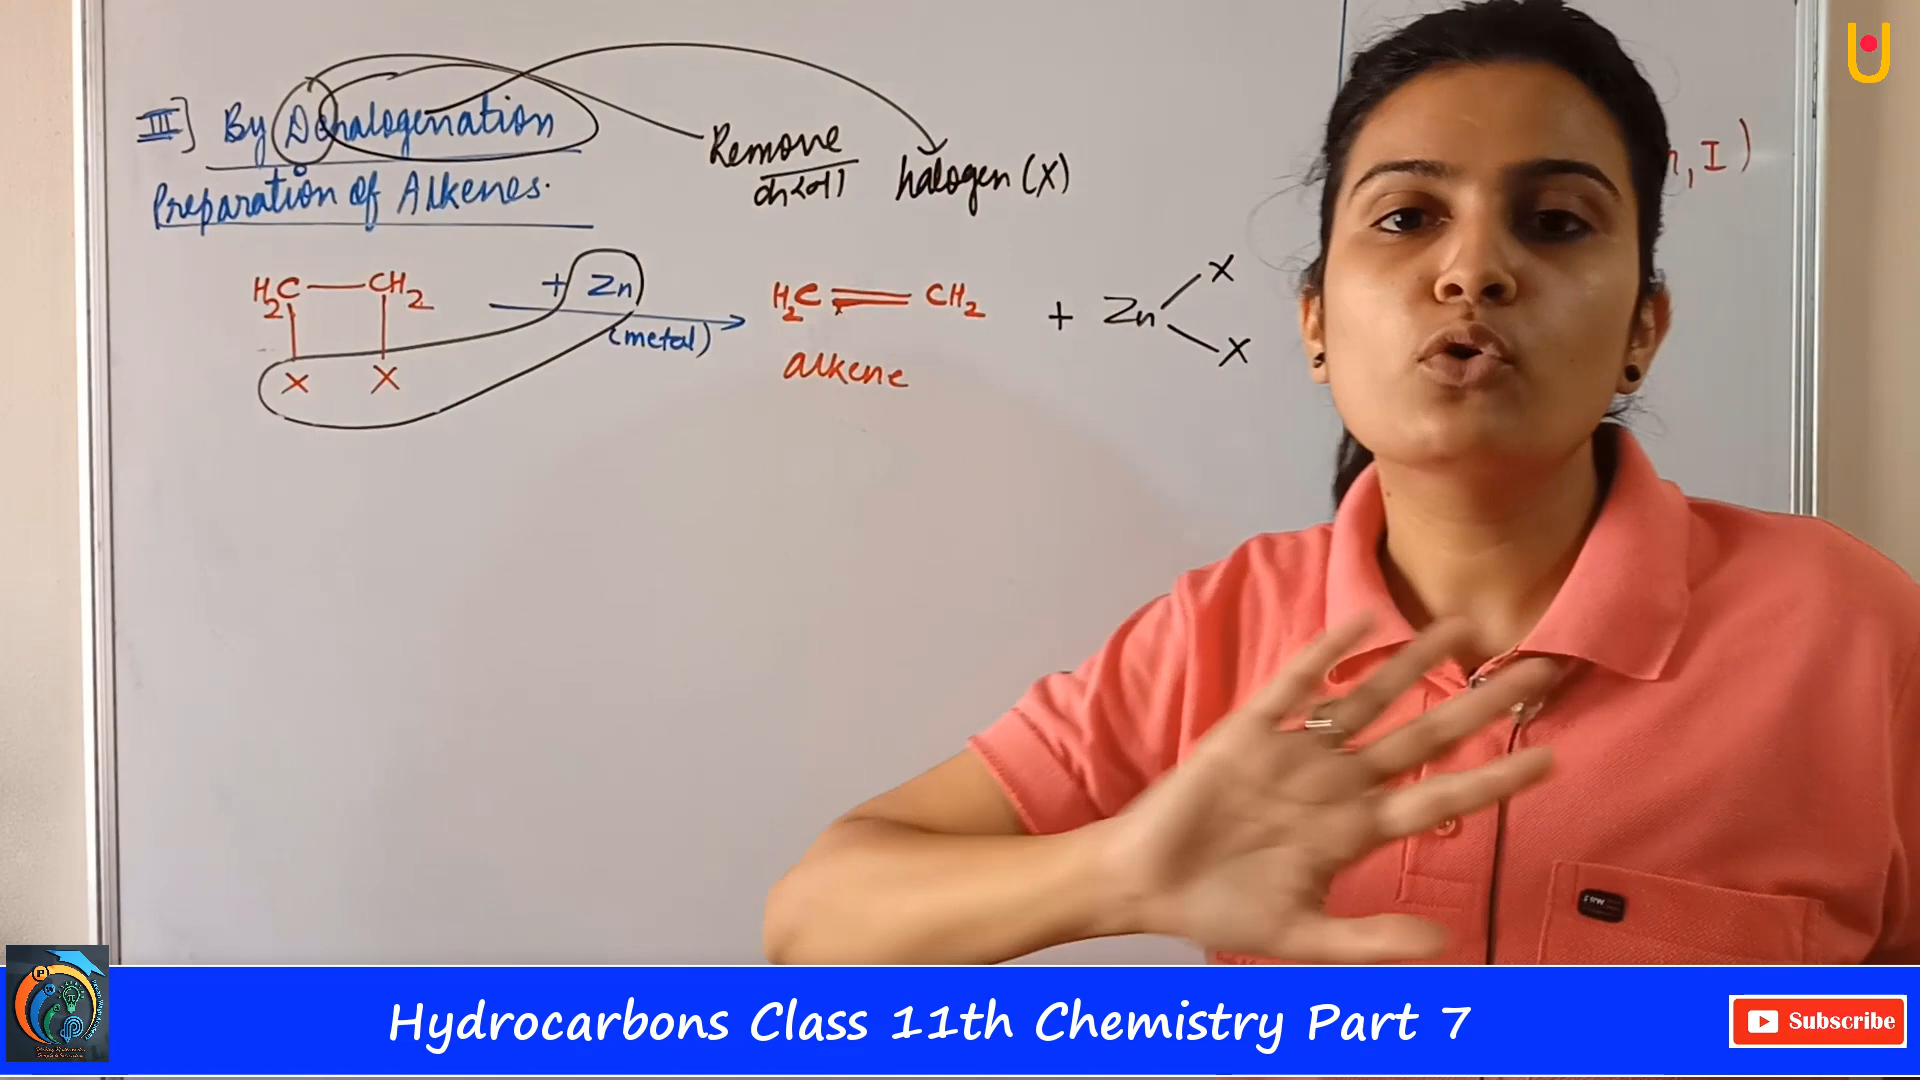 III] By Dehalogenation
Preparation of Alkenes.
Remove
काढणे
halogen (X)
, I)
H₂C — CH₂ + Zn
(metal)
X X
H₂C = CH₂ + Zn X X
alkene
Hydrocarbons Class 11th Chemistry Part 7
Subscribe